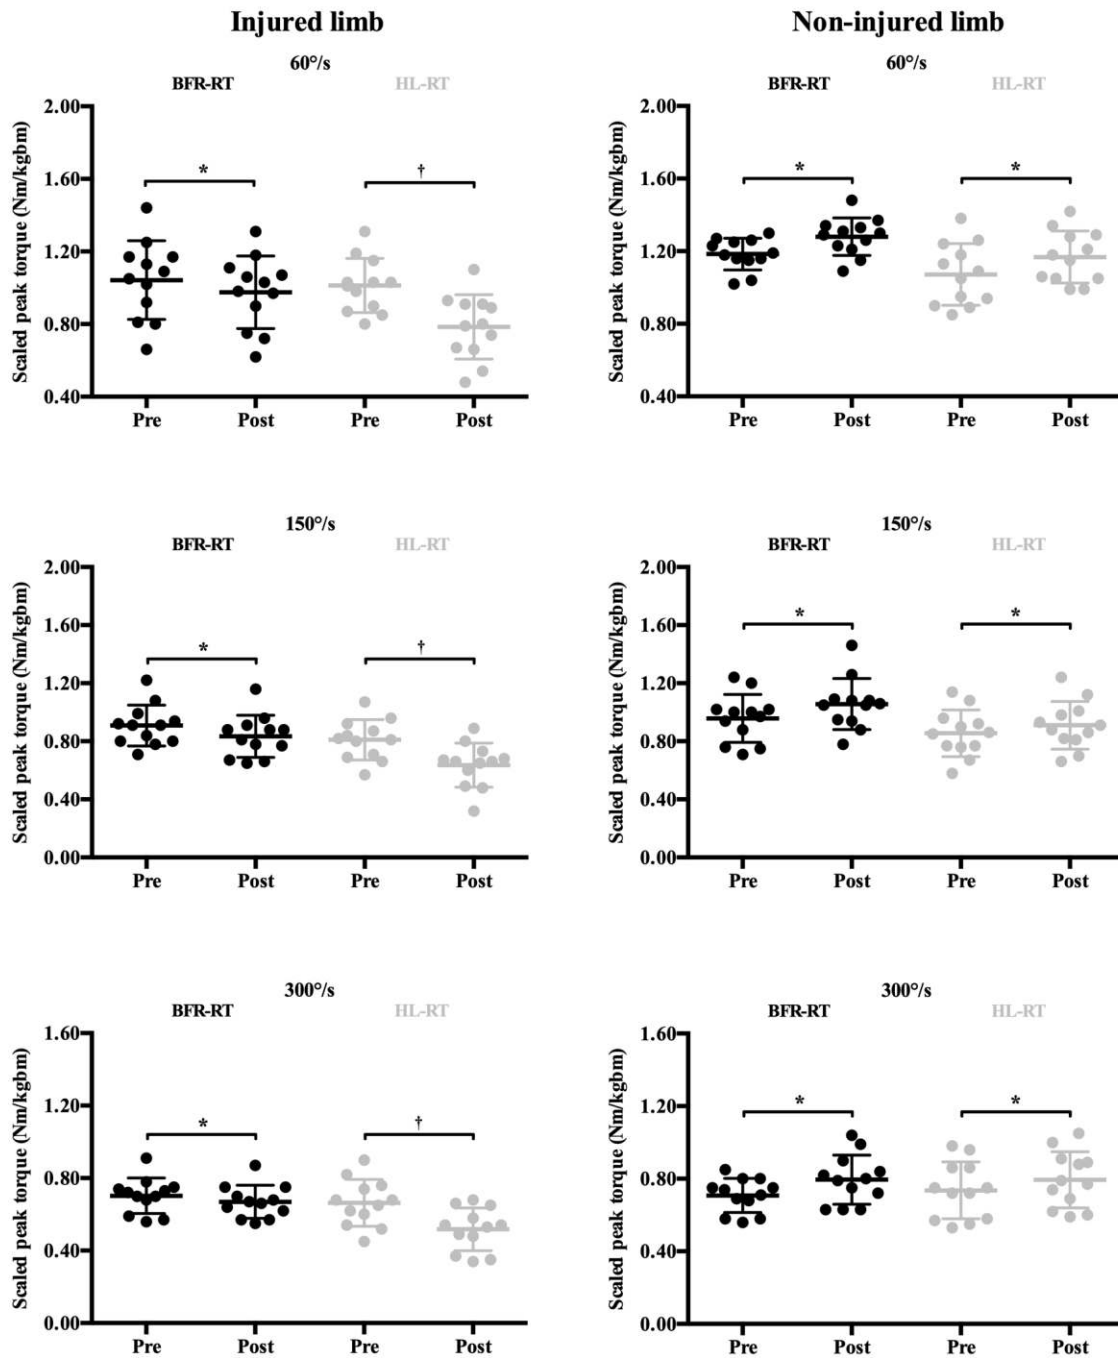 Injured limb
60°/s
BFR-RT HL-RT
Scaled peak torque (Nm/kgbm)
2.00
* †
1.60
1.20
0.80
0.40
Pre Post Pre Post
Non-injured limb
60°/s
BFR-RT HL-RT
Scaled peak torque (Nm/kgbm)
2.00
* *
1.60
1.20
0.80
0.40
Pre Post Pre Post
150°/s
BFR-RT HL-RT
Scaled peak torque (Nm/kgbm)
2.00
1.60
* †
1.20
0.80
0.40
0.00
Pre Post Pre Post
150°/s
BFR-RT HL-RT
Scaled peak torque (Nm/kgbm)
2.00
* *
1.60
1.20
0.80
0.40
0.00
Pre Post Pre Post
300°/s
BFR-RT HL-RT
Scaled peak torque (Nm/kgbm)
1.60
1.20
* †
0.80
0.40
0.00
Pre Post Pre Post
300°/s
BFR-RT HL-RT
Scaled peak torque (Nm/kgbm)
1.60
* *
1.20
0.80
0.40
0.00
Pre Post Pre Post